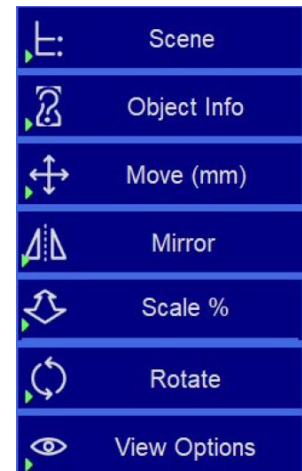 Scene
Object Info
Move (mm)
Mirror
Scale %
Rotate
View Options